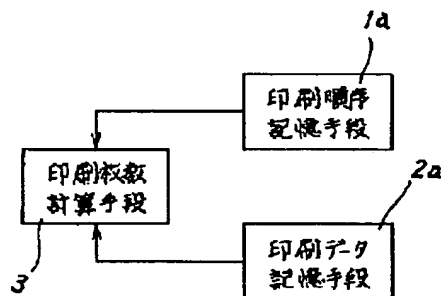 1a
印刷順序
記憶手段
印刷枚数
計算手段
3
2a
印刷データ
記憶手段